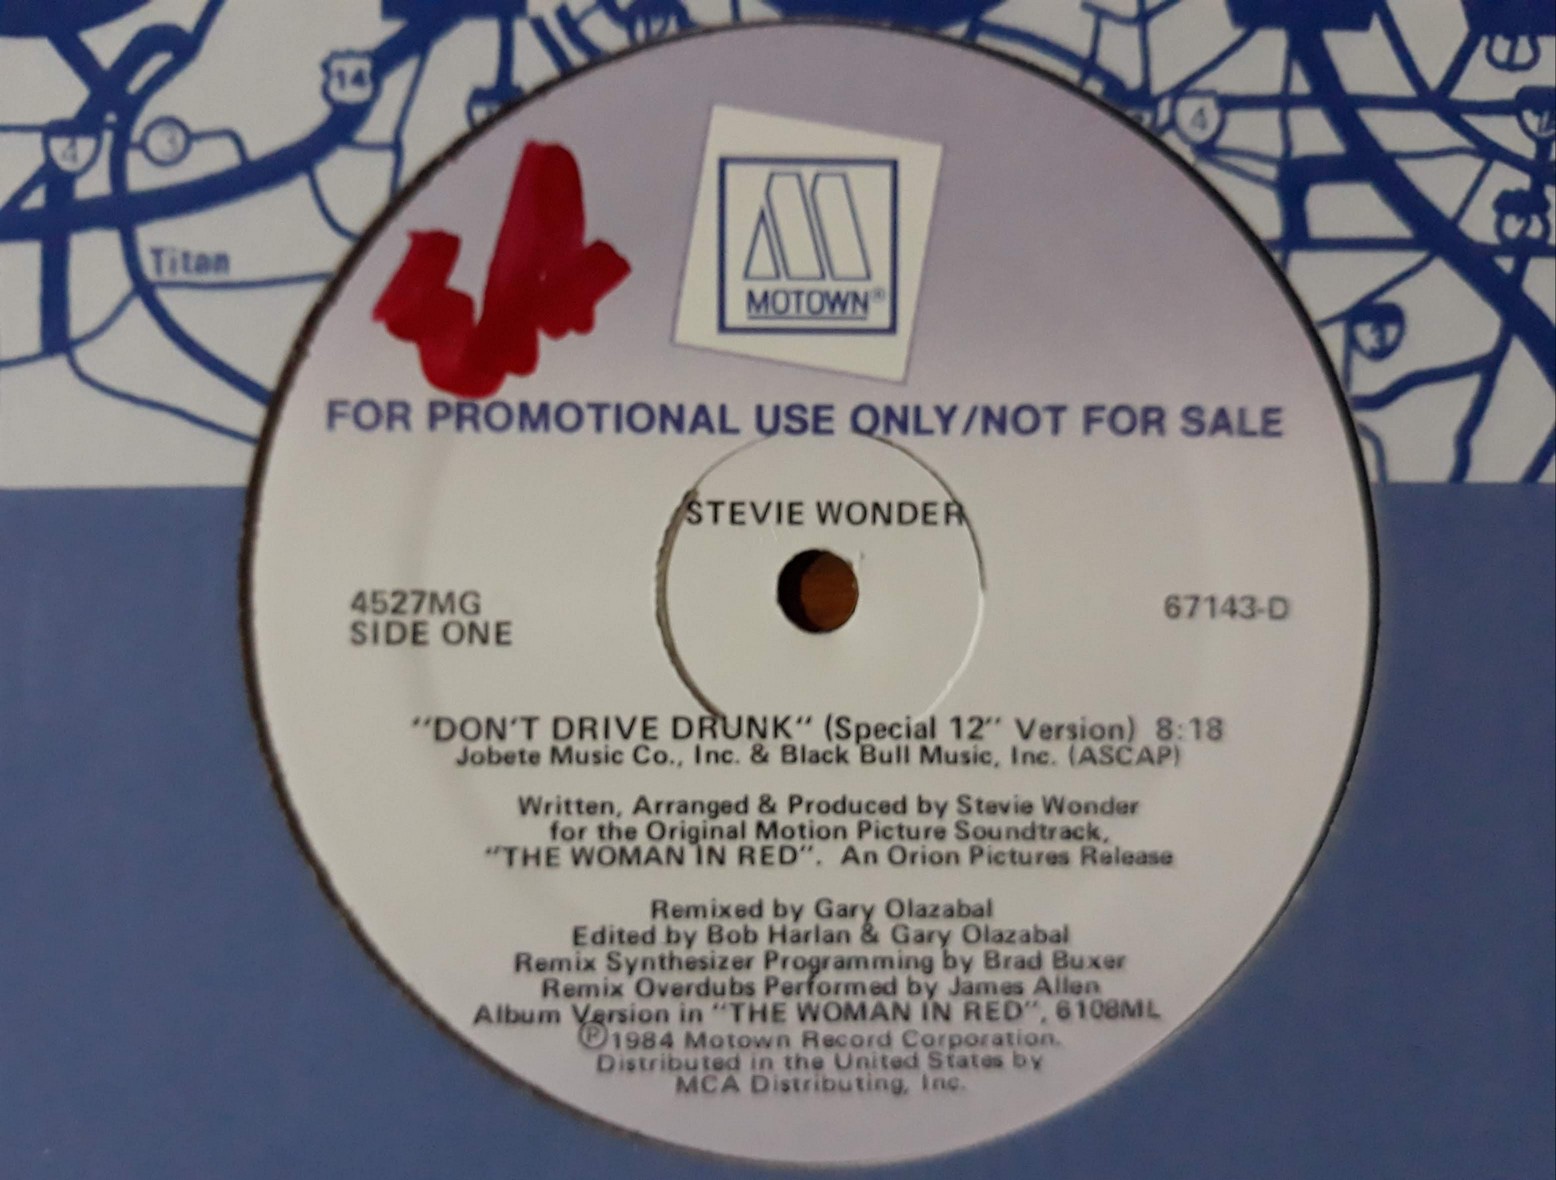 14
4
3
4
Titan
MOTOWN®
FOR PROMOTIONAL USE ONLY/NOT FOR SALE
STEVIE WONDER
4527MG
SIDE ONE
67143-D
"DON'T DRIVE DRUNK" (Special 12" Version) 8:18
Jobete Music Co., Inc. & Black Bull Music, Inc. (ASCAP)
Written, Arranged & Produced by Stevie Wonder
for the Original Motion Picture Soundtrack,
"THE WOMAN IN RED". An Orion Pictures Release
Remixed by Gary Olazabal
Edited by Bob Harlan & Gary Olazabal
Remix Synthesizer Programming by Brad Buxer
Remix Overdubs Performed by James Allen
Album Version in "THE WOMAN IN RED", 6108ML
Ⓟ1984 Motown Record Corporation.
Distributed in the United States by
MCA Distributing, Inc.